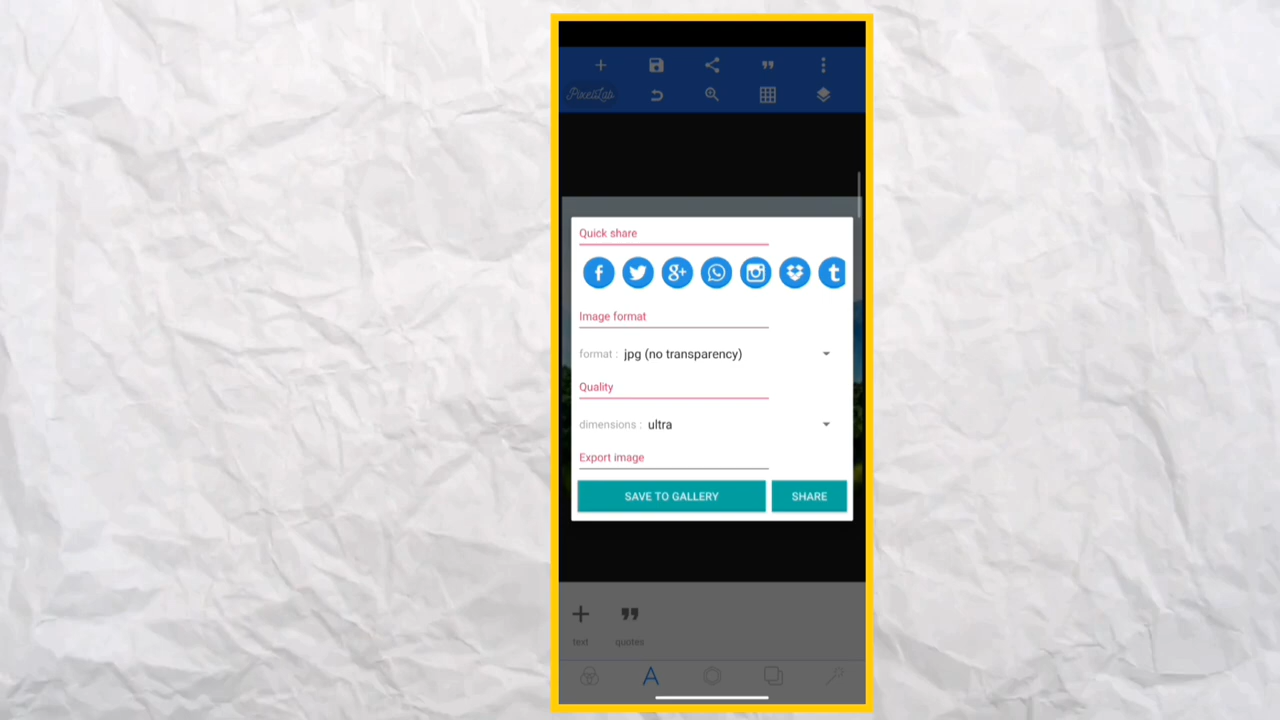 PixelLab
Quick share
Image format
format : jpg (no transparency)
Quality
dimensions : ultra
Export image
SAVE TO GALLERY SHARE
text quotes